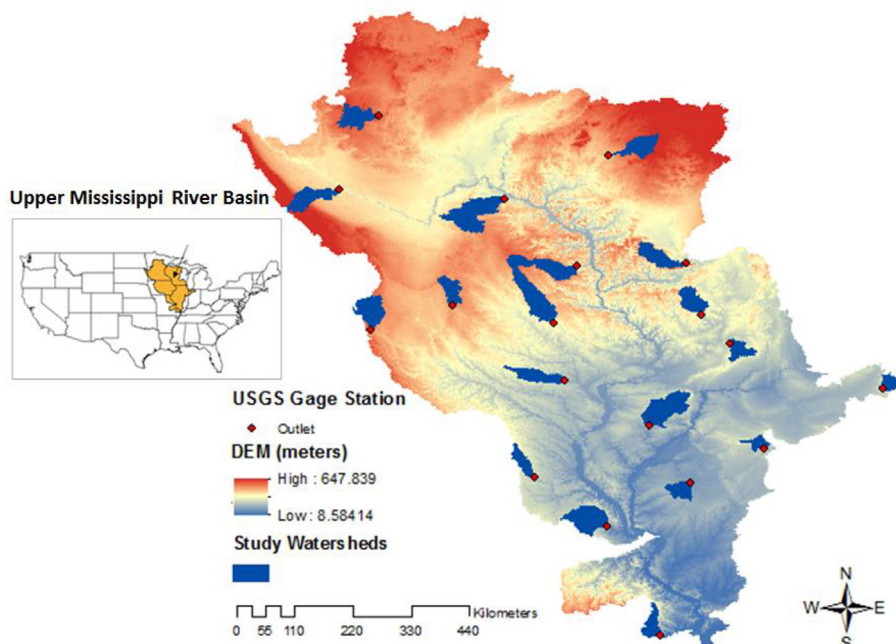 Upper Mississippi River Basin
USGS Gage Station
Outlet
DEM (meters)
High : 647.839
Low : 8.58414
Study Watersheds
Kilometers
0 55 110 220 330 440
N
W E
S